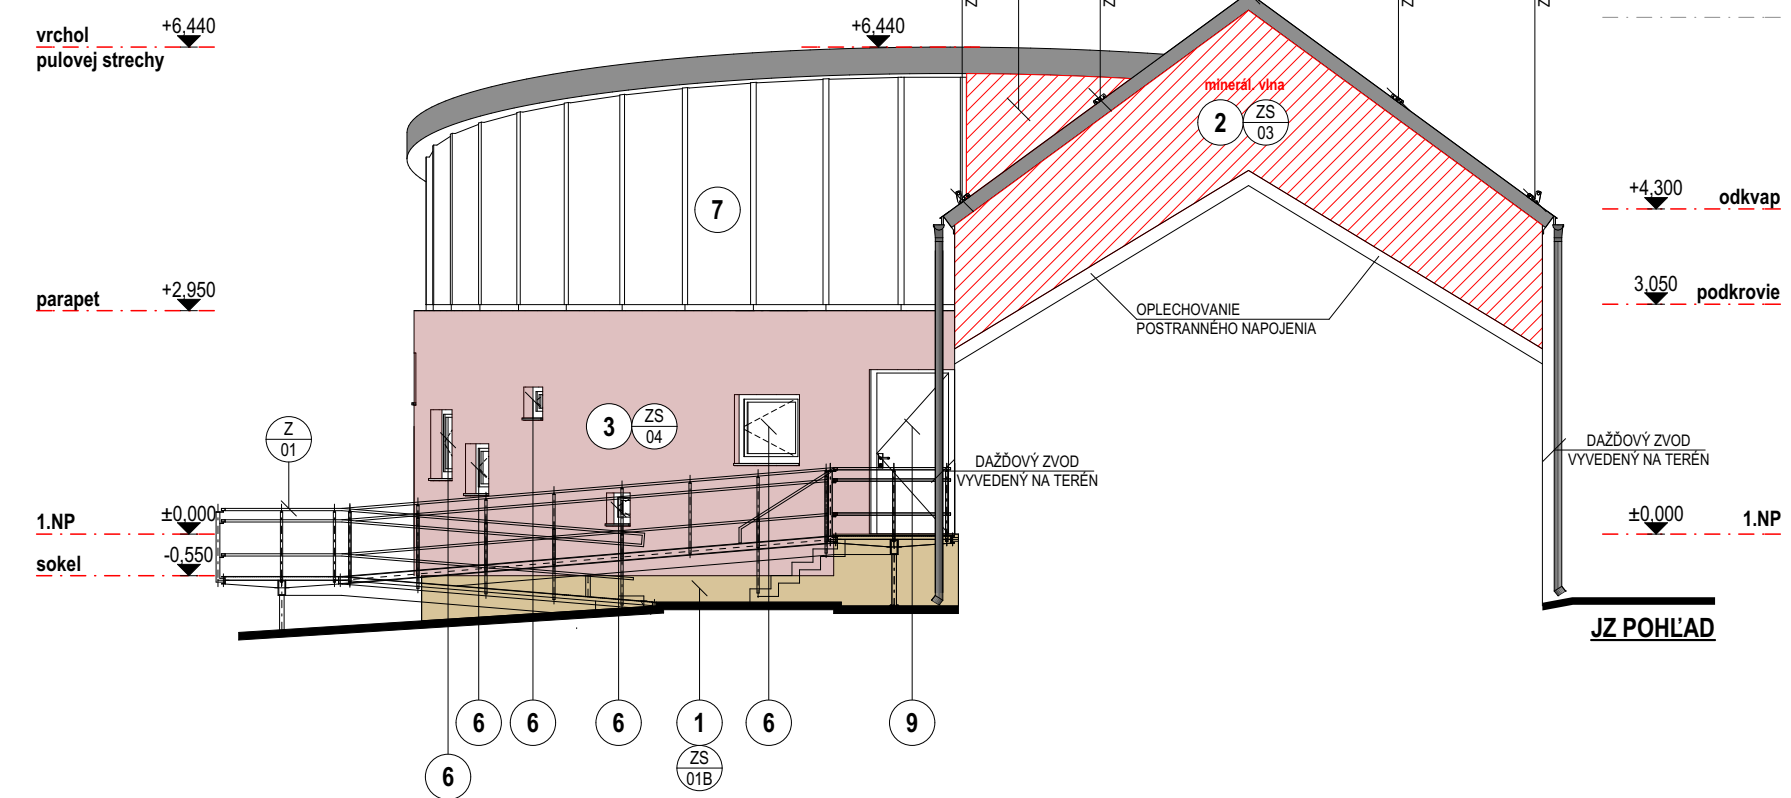 Z
Z
Z
Z
vrchol
+6,440
pulovej strechy
+6,440
minerál. vlna
2
ZS
03
7
+4,300
odkvap
parapet
+2,950
3,050
podkrovie
OPLECHOVANIE
POSTRANNÉHO NAPOJENIA
3
ZS
04
Z
01
DAŽĎOVÝ ZVOD
VYVEDENÝ NA TERÉN
DAŽĎOVÝ ZVOD
VYVEDENÝ NA TERÉN
1.NP
±0,000
±0,000
1.NP
sokel
-0,550
JZ POHĽAD
6
6
6
1
6
9
6
ZS
01B